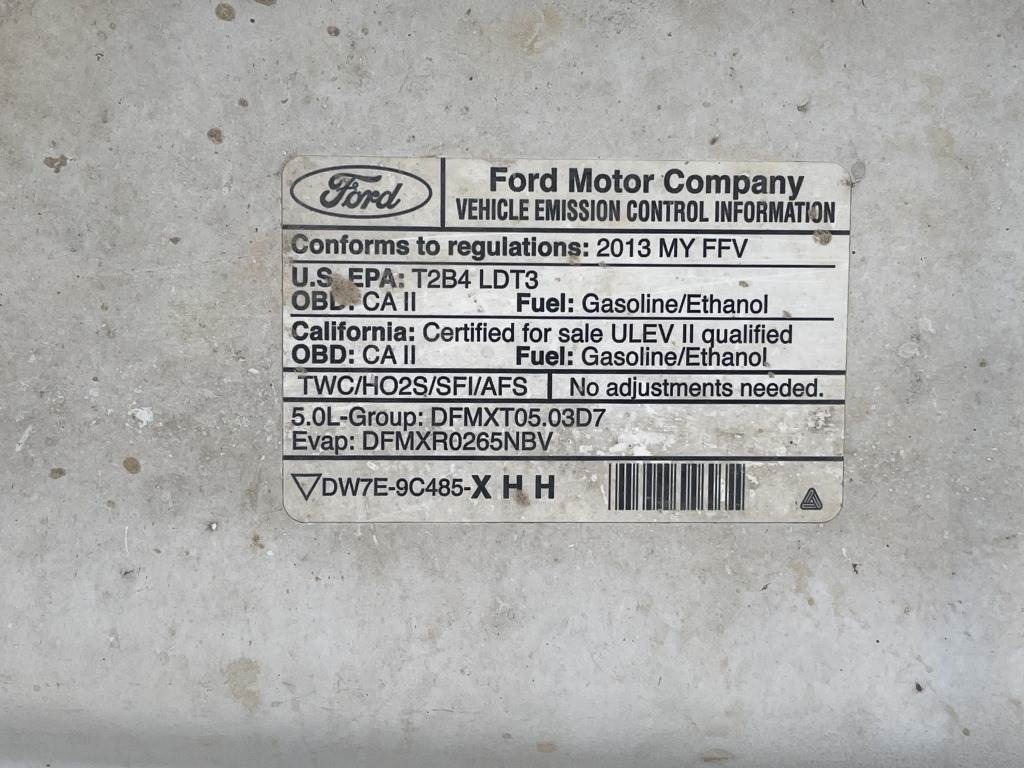 Ford
Ford Motor Company
VEHICLE EMISSION CONTROL INFORMATION
Conforms to regulations: 2013 MY FFV
U.S. EPA: T2B4 LDT3
OBD: CA II Fuel: Gasoline/Ethanol
California: Certified for sale ULEV II qualified
OBD: CA II Fuel: Gasoline/Ethanol
TWC/HO2S/SFI/AFS No adjustments needed.
5.0L-Group: DFMXT05.03D7
Evap: DFMXR0265NBV
DW7E-9C485-X H H